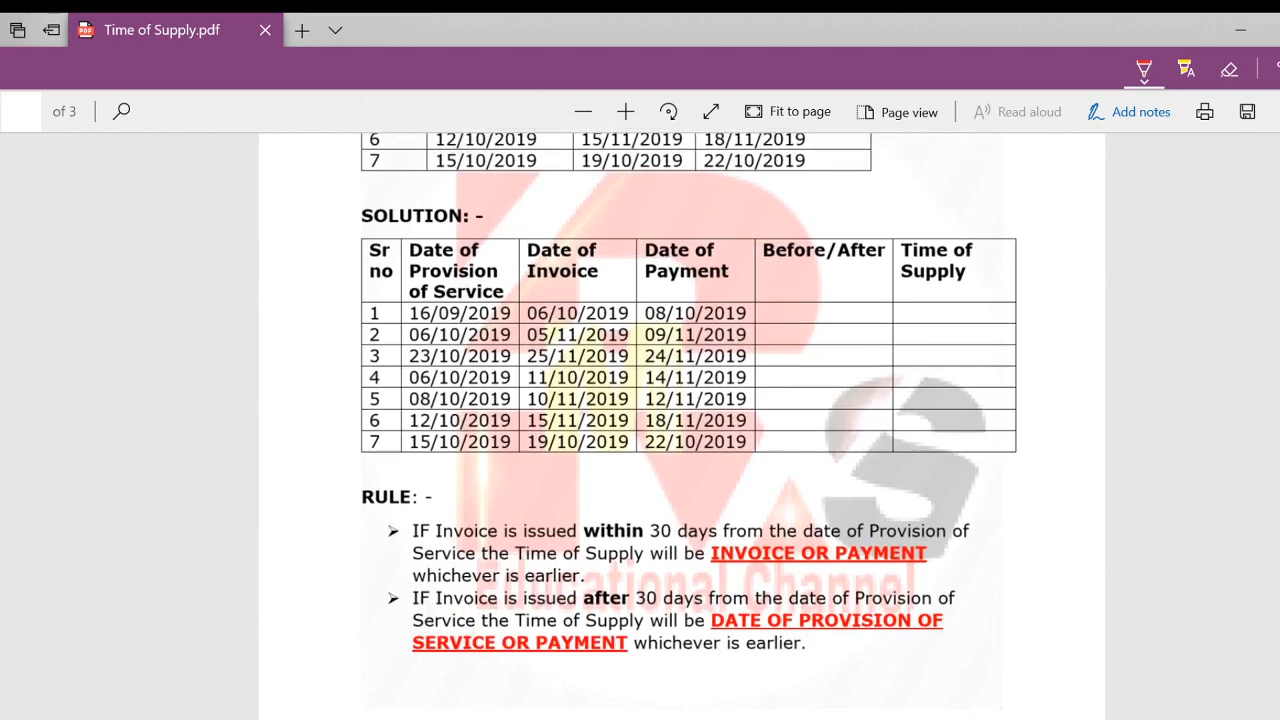 Time of Supply.pdf
of 3
Fit to page
Page view
Read aloud
Add notes
6 12/10/2019 15/11/2019 18/11/2019
7 15/10/2019 19/10/2019 22/10/2019
SOLUTION: -
Sr no Date of Provision of Service Date of Invoice Date of Payment Before/After Time of Supply
1 16/09/2019 06/10/2019 08/10/2019
2 06/10/2019 05/11/2019 09/11/2019
3 23/10/2019 25/11/2019 24/11/2019
4 06/10/2019 11/10/2019 14/11/2019
5 08/10/2019 10/11/2019 12/11/2019
6 12/10/2019 15/11/2019 18/11/2019
7 15/10/2019 19/10/2019 22/10/2019
RULE: -
➢ IF Invoice is issued within 30 days from the date of Provision of
Service the Time of Supply will be INVOICE OR PAYMENT
whichever is earlier.
➢ IF Invoice is issued after 30 days from the date of Provision of
Service the Time of Supply will be DATE OF PROVISION OF
SERVICE OR PAYMENT whichever is earlier.
Educational Channel